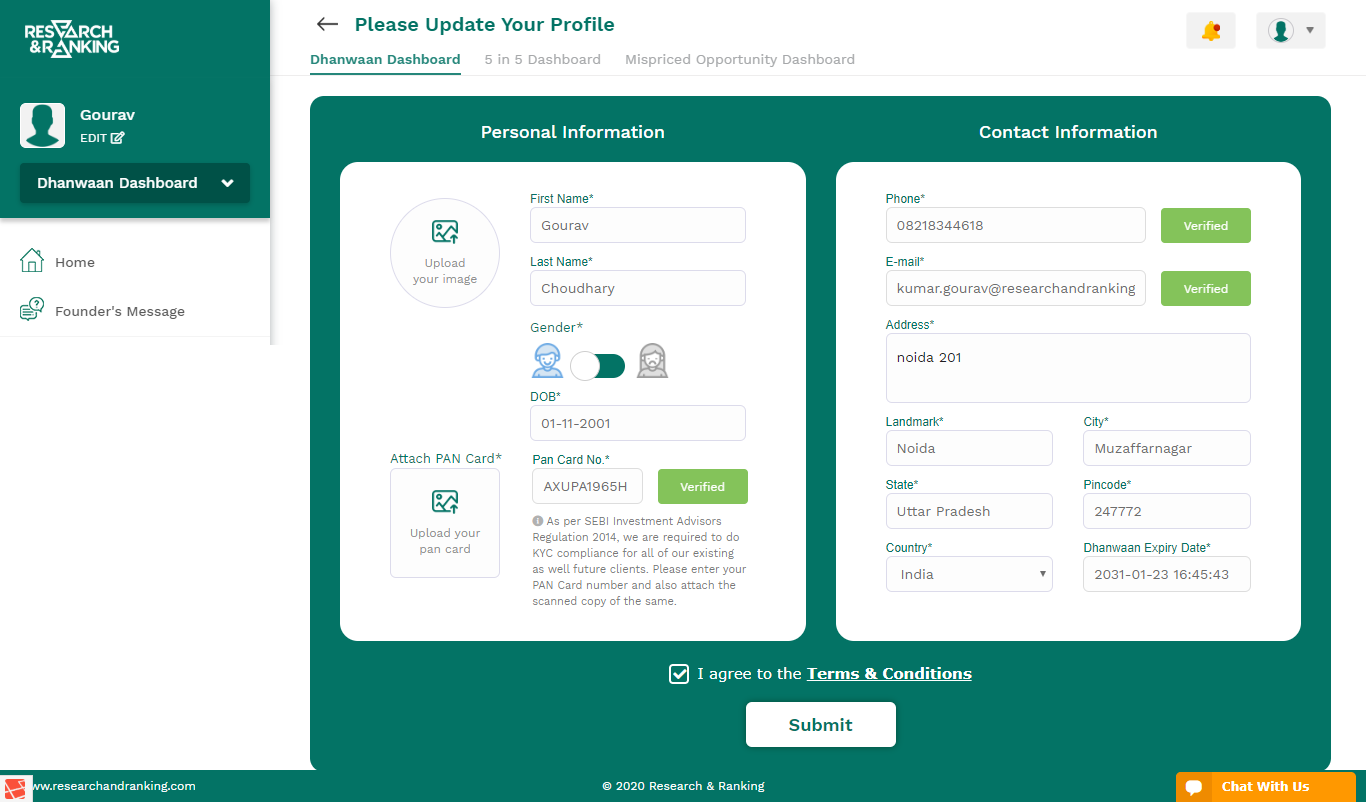 RESEARCH
&RANKING
Please Update Your Profile
Dhanwaan Dashboard
5 in 5 Dashboard
Mispriced Opportunity Dashboard
Gourav
EDIT
Dhanwaan Dashboard
Home
Founder's Message
Personal Information
Upload
your image
First Name*
Gourav
Last Name*
Choudhary
Gender*
DOB*
01-11-2001
Attach PAN Card*
Upload your
pan card
Pan Card No.*
AXUPA1965H
Verified
As per SEBI Investment Advisors
Regulation 2014, we are required to do
KYC compliance for all of our existing
as well future clients. Please enter your
PAN Card number and also attach the
scanned copy of the same.
Contact Information
Phone*
08218344618
Verified
E-mail*
kumar.gourav@researchandranking
Verified
Address*
noida 201
Landmark*
Noida
City*
Muzaffarnagar
State*
Uttar Pradesh
Pincode*
247772
Country*
India
Dhanwaan Expiry Date*
2031-01-23 16:45:43
I agree to the Terms & Conditions
Submit
ww.researchandranking.com
© 2020 Research & Ranking
Chat With Us